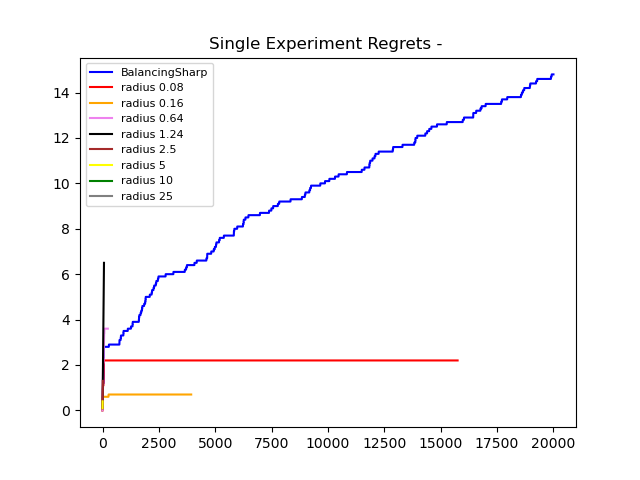 Single Experiment Regrets -
BalancingSharp
radius 0.08
radius 0.16
radius 0.64
radius 1.24
radius 2.5
radius 5
radius 10
radius 25
14
12
10
8
6
4
2
0
0 2500 5000 7500 10000 12500 15000 17500 20000